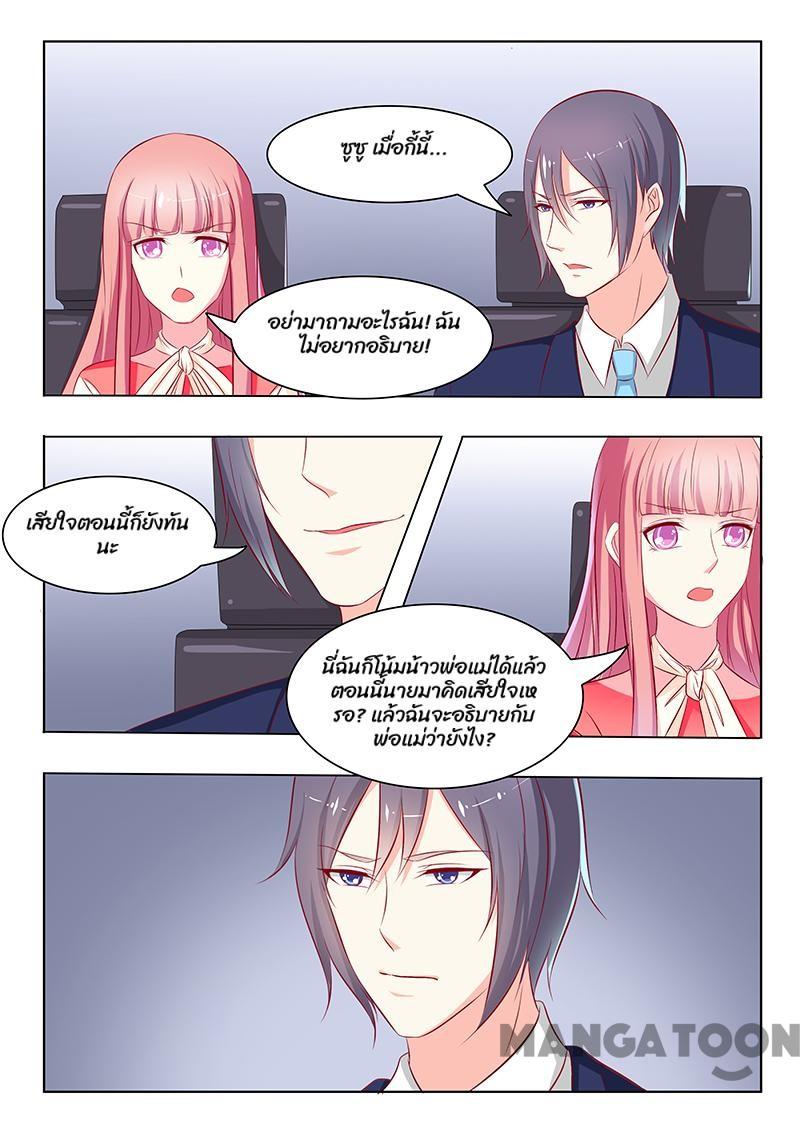 ซูซู เมื่อกี้นี้...
อย่ามาถามอะไรฉัน! ฉัน
ไม่อยากอธิบาย!
เสียใจตอนนี้ก็ยังทัน
นะ
นี่ฉันก็โน้มน้าวพ่อแม่ได้แล้ว
ตอนนี้นายมาคิดเสียใจเห
รอ? แล้วฉันจะอธิบายกับ
พ่อแม่ว่ายังไง?
MANGATOON